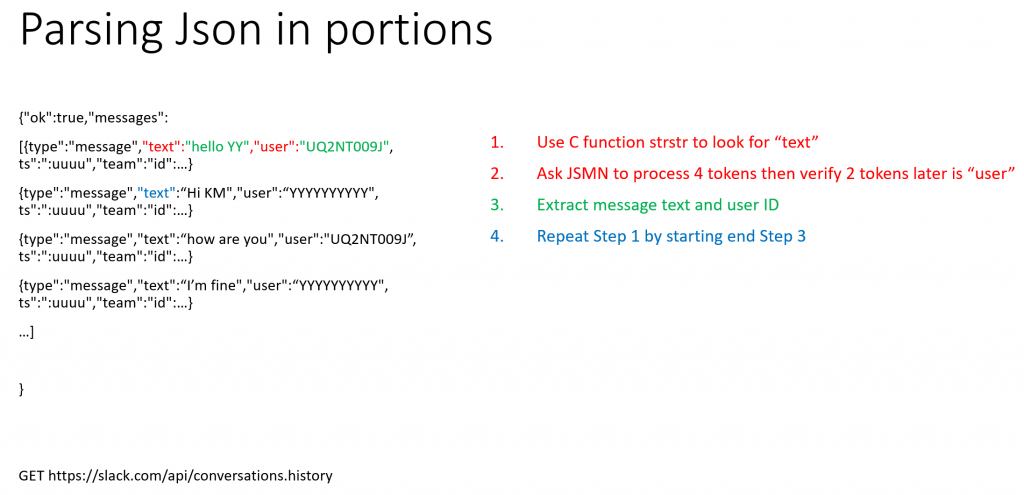 Parsing Json in portions
{"ok":true,"messages":
[{type":"message","text":"hello YY","user":"UQ2NT009J",
ts":":uuuu","team":"id":…}
{type":"message","text":“Hi KM","user":“YYYYYYYYYY",
ts":":uuuu","team":"id":…}
{type":"message","text":“how are you","user":"UQ2NT009J”,
ts":":uuuu","team":"id":…}
{type":"message","text":“I’m fine","user":“YYYYYYYYYY",
ts":":uuuu","team":"id":…}
…]
}
1. Use C function strstr to look for “text”
2. Ask JSMN to process 4 tokens then verify 2 tokens later is “user”
3. Extract message text and user ID
4. Repeat Step 1 by starting end Step 3
GET https://slack.com/api/conversations.history